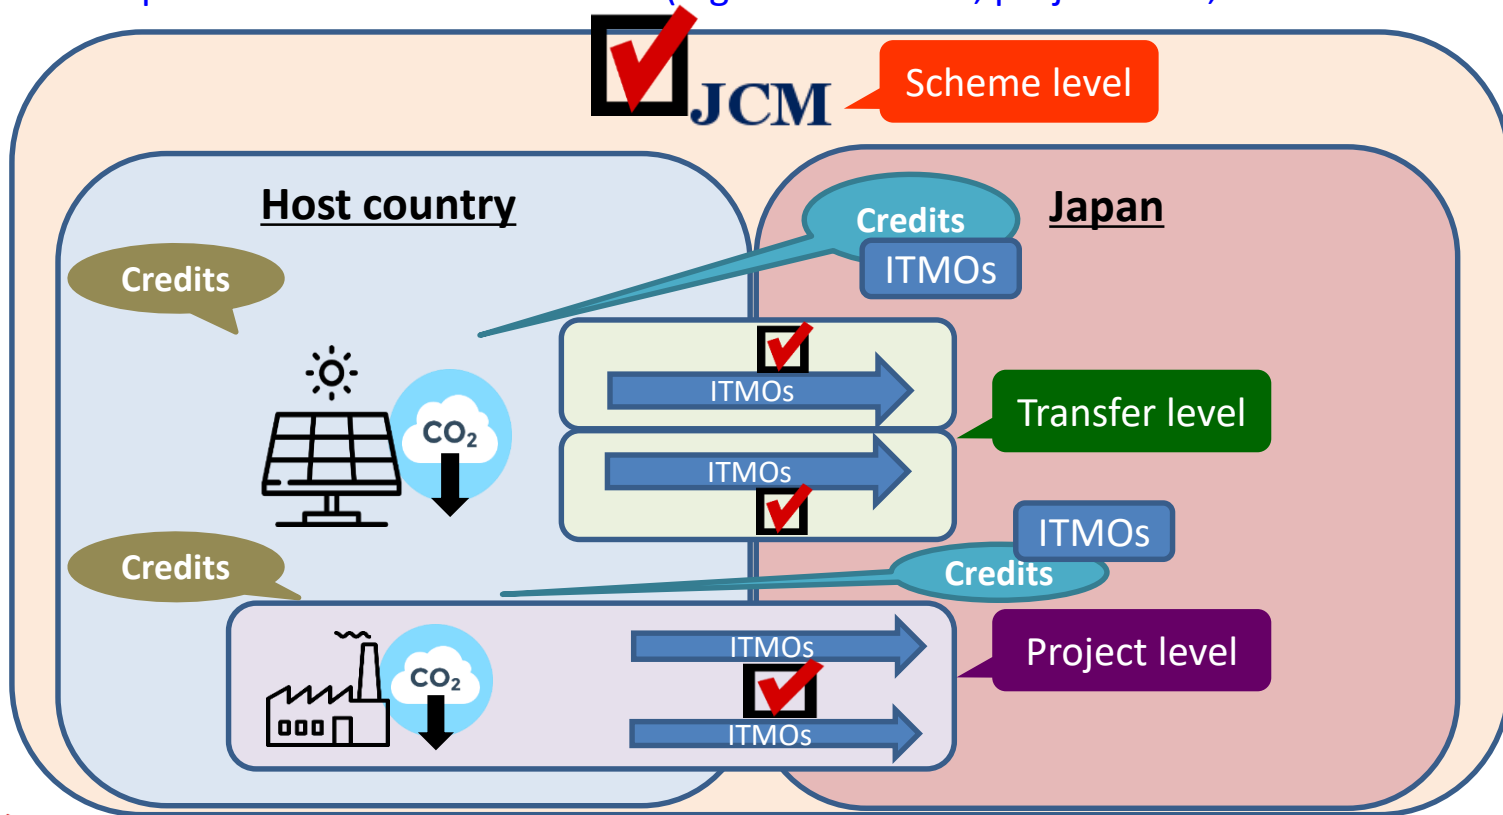 JCM
Scheme level
Host country
Japan
Credits
ITMOs
Credits
ITMOs
CO₂
ITMOs
Transfer level
ITMOs
Credits
Credits
CO₂
ITMOs
ITMOs
Project level